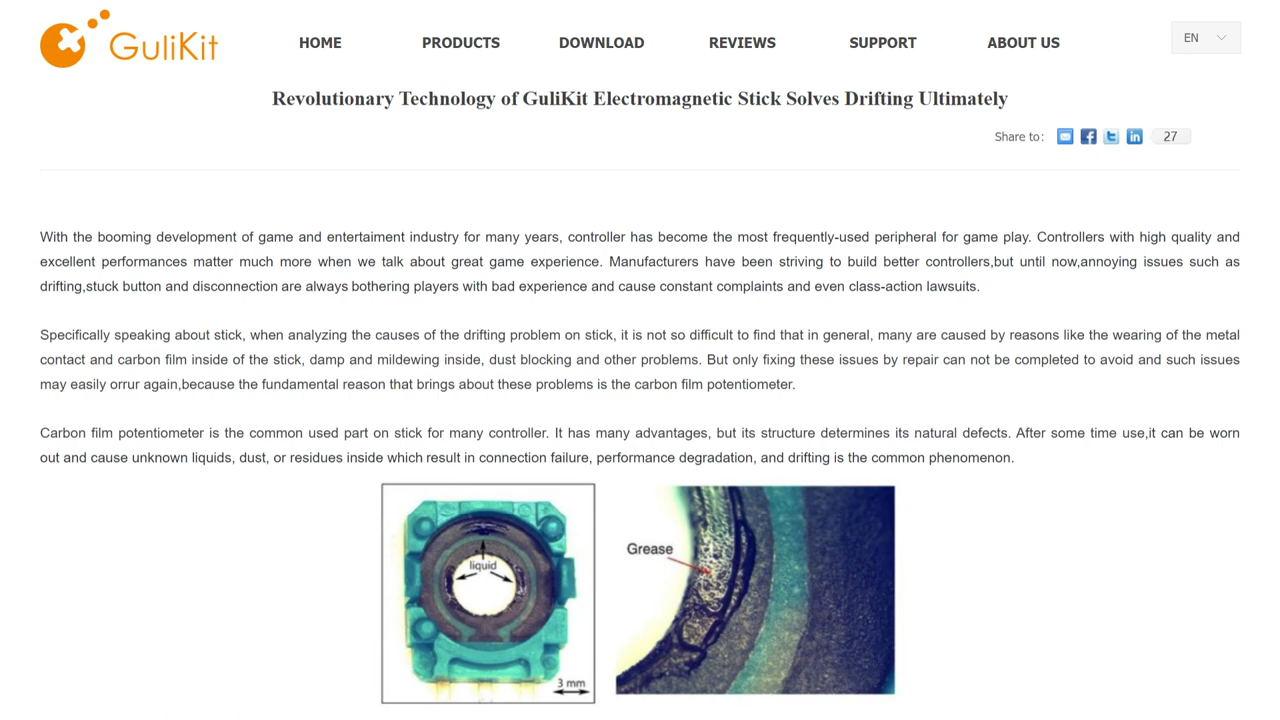 GuliKit
HOME
PRODUCTS
DOWNLOAD
REVIEWS
SUPPORT
ABOUT US
EN
Revolutionary Technology of GuliKit Electromagnetic Stick Solves Drifting Ultimately
Share to:
27
With the booming development of game and entertaiment industry for many years, controller has become the most frequently-used peripheral for game play. Controllers with high quality and
excellent performances matter much more when we talk about great game experience. Manufacturers have been striving to build better controllers,but until now,annoying issues such as
drifting,stuck button and disconnection are always bothering players with bad experience and cause constant complaints and even class-action lawsuits.
Specifically speaking about stick, when analyzing the causes of the drifting problem on stick, it is not so difficult to find that in general, many are caused by reasons like the wearing of the metal
contact and carbon film inside of the stick, damp and mildewing inside, dust blocking and other problems. But only fixing these issues by repair can not be completed to avoid and such issues
may easily orrur again,because the fundamental reason that brings about these problems is the carbon film potentiometer.
Carbon film potentiometer is the common used part on stick for many controller. It has many advantages, but its structure determines its natural defects. After some time use,it can be worn
out and cause unknown liquids, dust, or residues inside which result in connection failure, performance degradation, and drifting is the common phenomenon.
liquid
3 mm
Grease